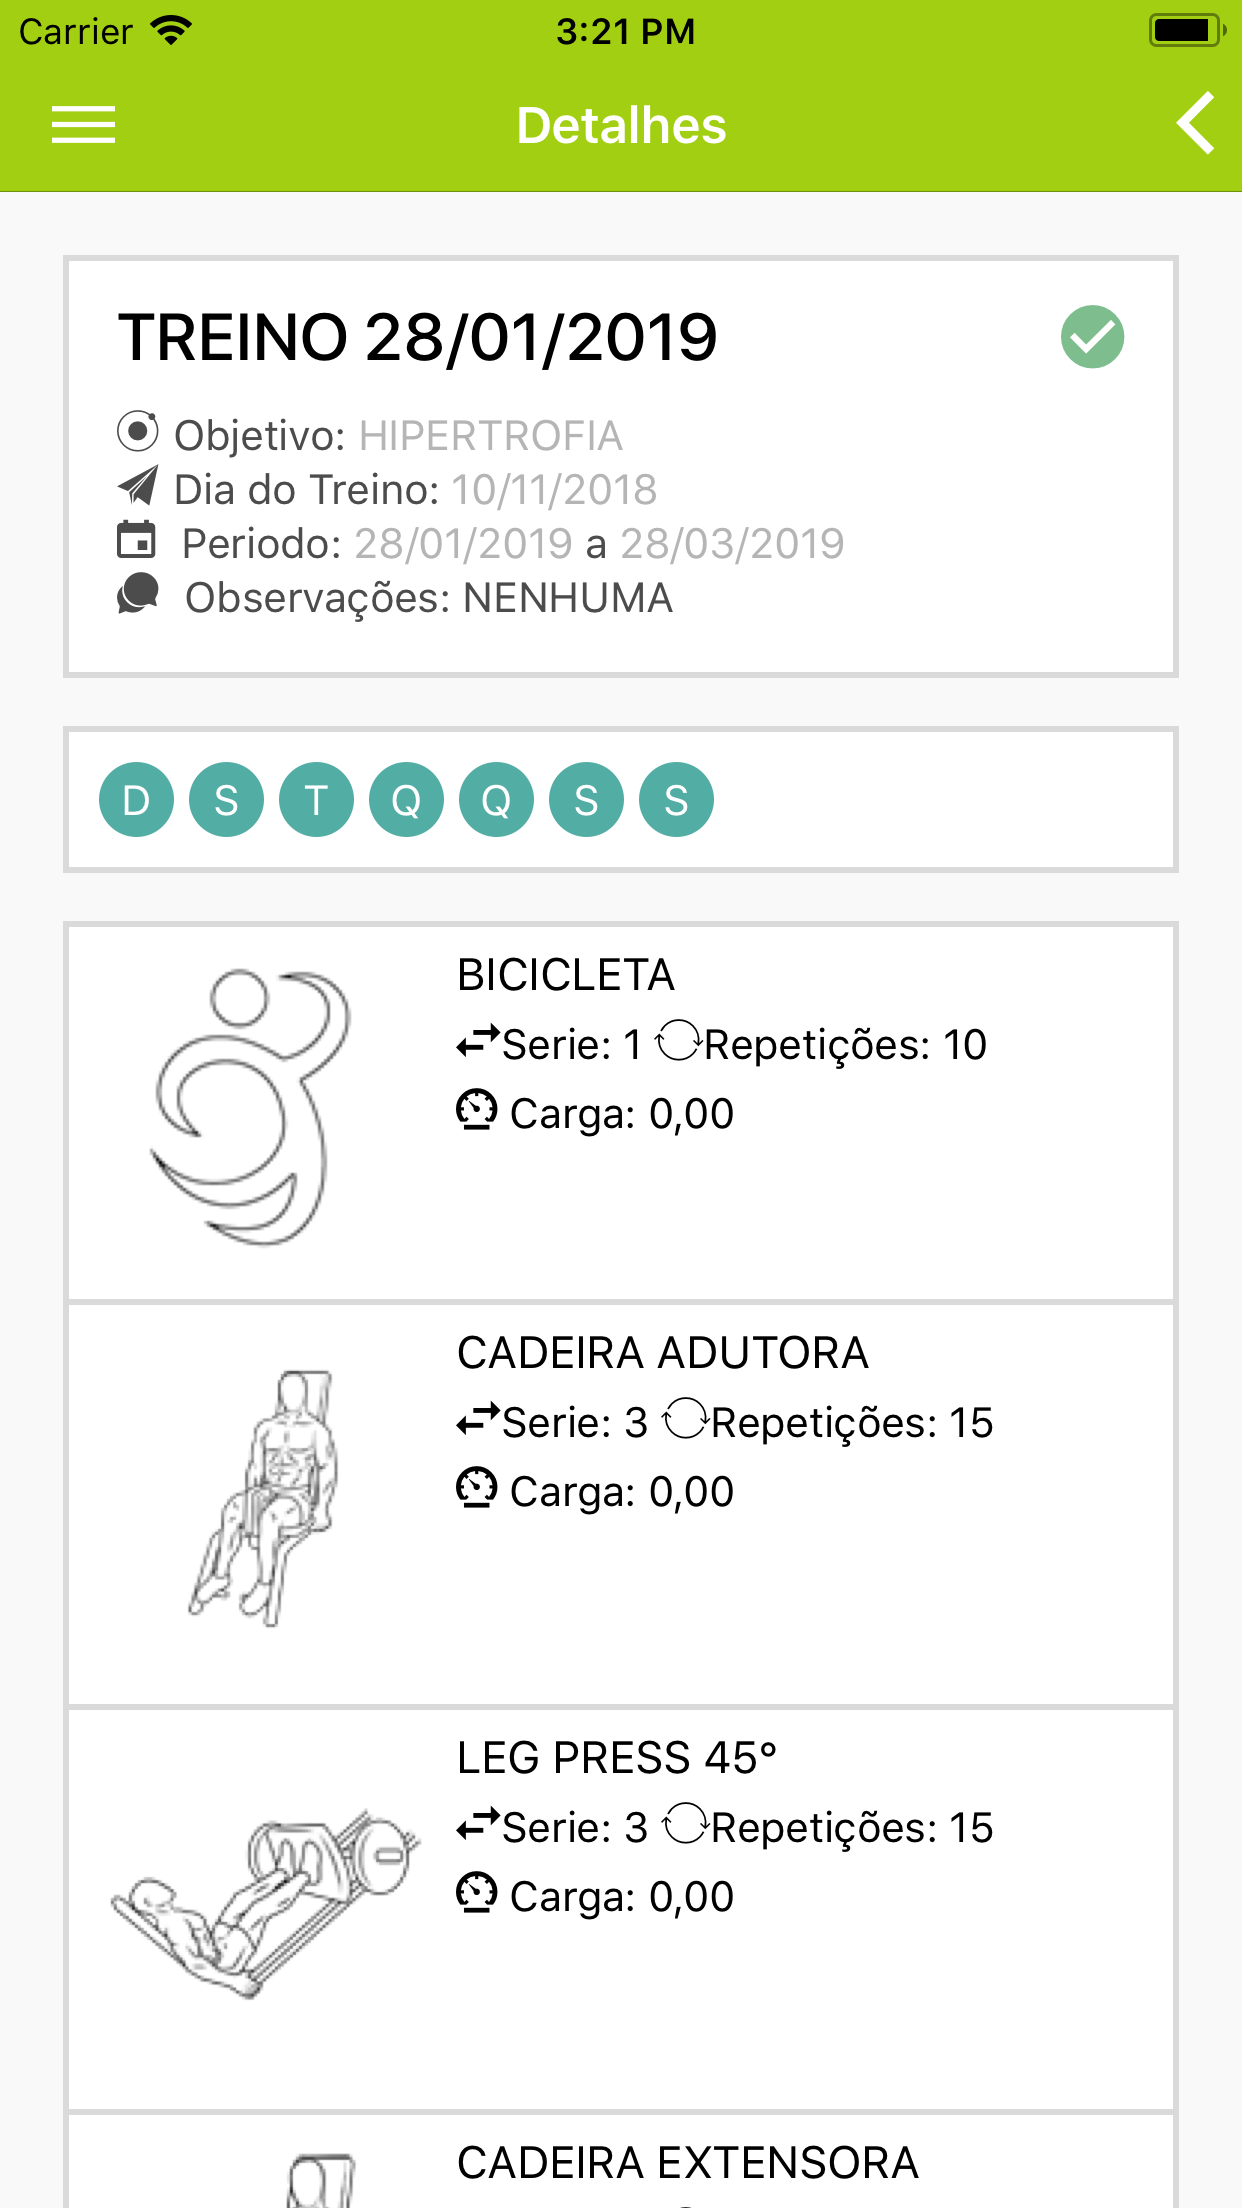 Carrier 3:21 PM
Detalhes
TREINO 28/01/2019
Objetivo: HIPERTROFIA
Dia do Treino: 10/11/2018
Periodo: 28/01/2019 a 28/03/2019
Observações: NENHUMA
D S T Q Q S S
BICICLETA
Serie: 1 Repetições: 10
Carga: 0,00
CADEIRA ADUTORA
Serie: 3 Repetições: 15
Carga: 0,00
LEG PRESS 45º
Serie: 3 Repetições: 15
Carga: 0,00
CADEIRA EXTENSORA